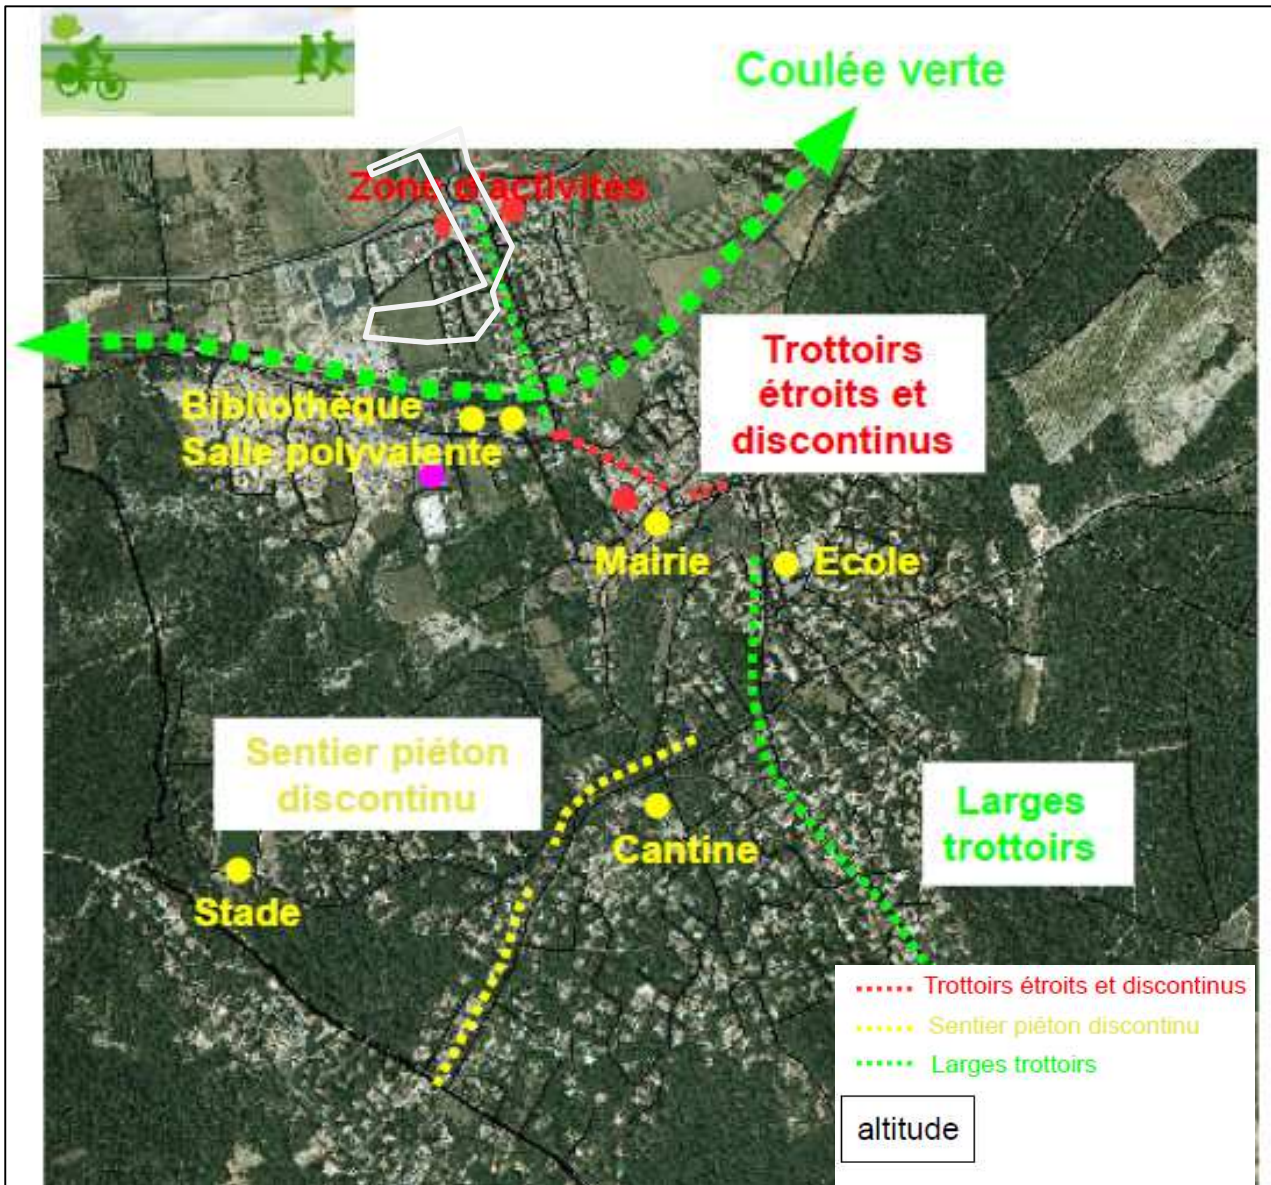 Coulée verte
Zone d'activités
Trottoirs
étroits et
discontinus
Bibliothèque
Salle polyvalente
Mairie
Ecole
Sentier piéton
discontinu
Larges
trottoirs
Cantine
Stade
Trottoirs étroits et discontinus
Sentier piéton discontinu
Larges trottoirs
altitude